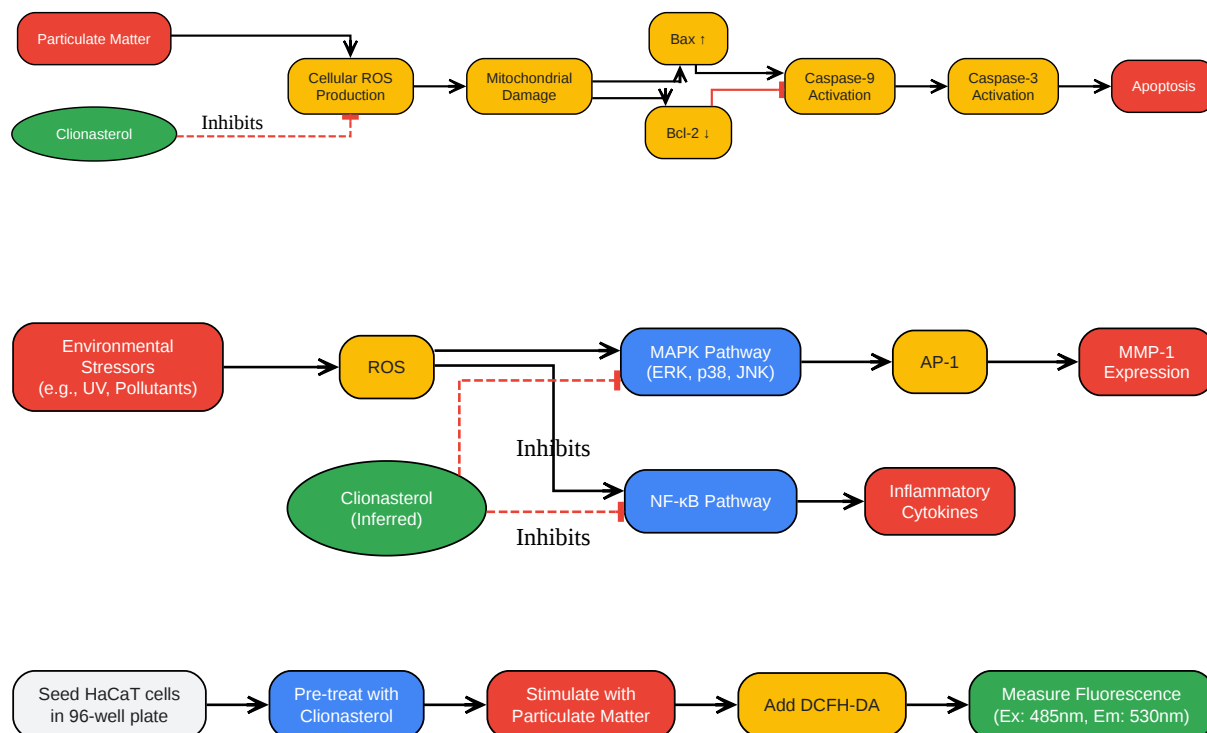 Particulate Matter
Clionasterol
Inhibits
Cellular ROS
Production
Mitochondrial
Damage
Bax ↑
Bcl-2 ↓
Caspase-9
Activation
Caspase-3
Activation
Apoptosis
Environmental
Stressors
(e.g., UV, Pollutants)
ROS
MAPK Pathway
(ERK, p38, JNK)
AP-1
MMP-1
Expression
Inhibits
Clionasterol
(Inferred)
Inhibits
NF-κB Pathway
Inflammatory
Cytokines
Seed HaCaT cells
in 96-well plate
Pre-treat with
Clionasterol
Stimulate with
Particulate Matter
Add DCFH-DA
Measure Fluorescence
(Ex: 485nm, Em: 530nm)